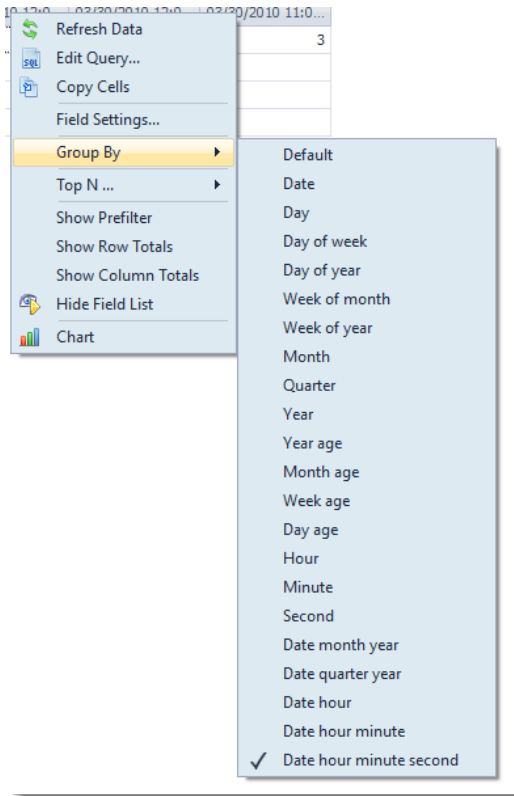 03/30/2010 12:0... 03/30/2010 11:0...
3
Refresh Data
SQL
Edit Query...
Copy Cells
Field Settings...
Group By
Top N ...
Show Prefilter
Show Row Totals
Show Column Totals
Hide Field List
Chart
Default
Date
Day
Day of week
Day of year
Week of month
Week of year
Month
Quarter
Year
Year age
Month age
Week age
Day age
Hour
Minute
Second
Date month year
Date quarter year
Date hour
Date hour minute
Date hour minute second